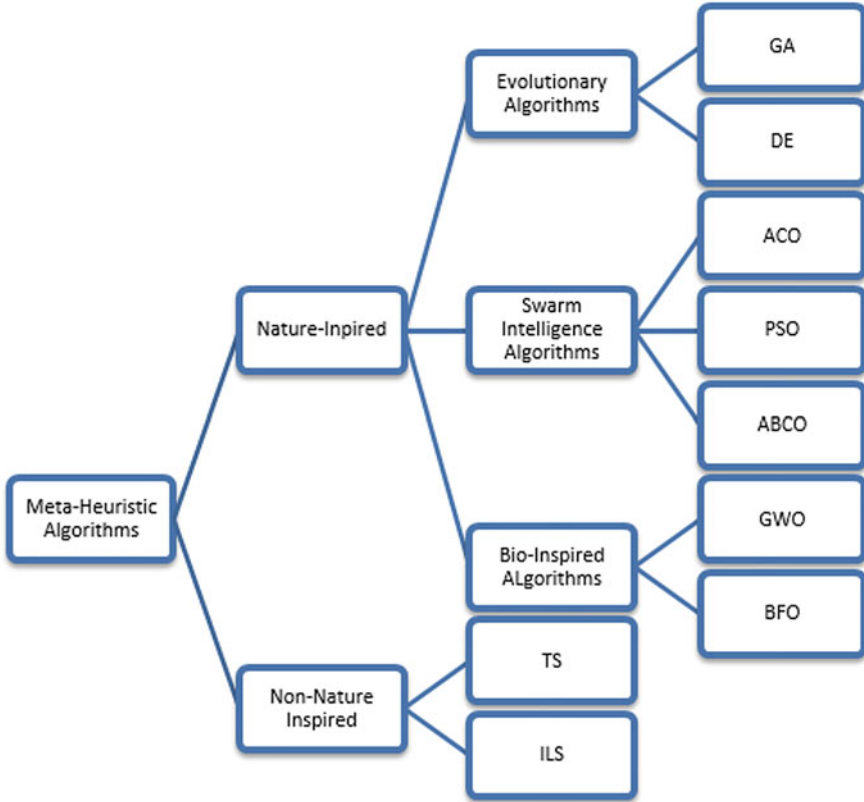 Meta-Heuristic
Algorithms
Nature-Inpired
Evolutionary
Algorithms
GA
DE
Swarm
Intelligence
Algorithms
ACO
PSO
ABCO
Bio-Inspired
ALgorithms
GWO
BFO
Non-Nature
Inspired
TS
ILS